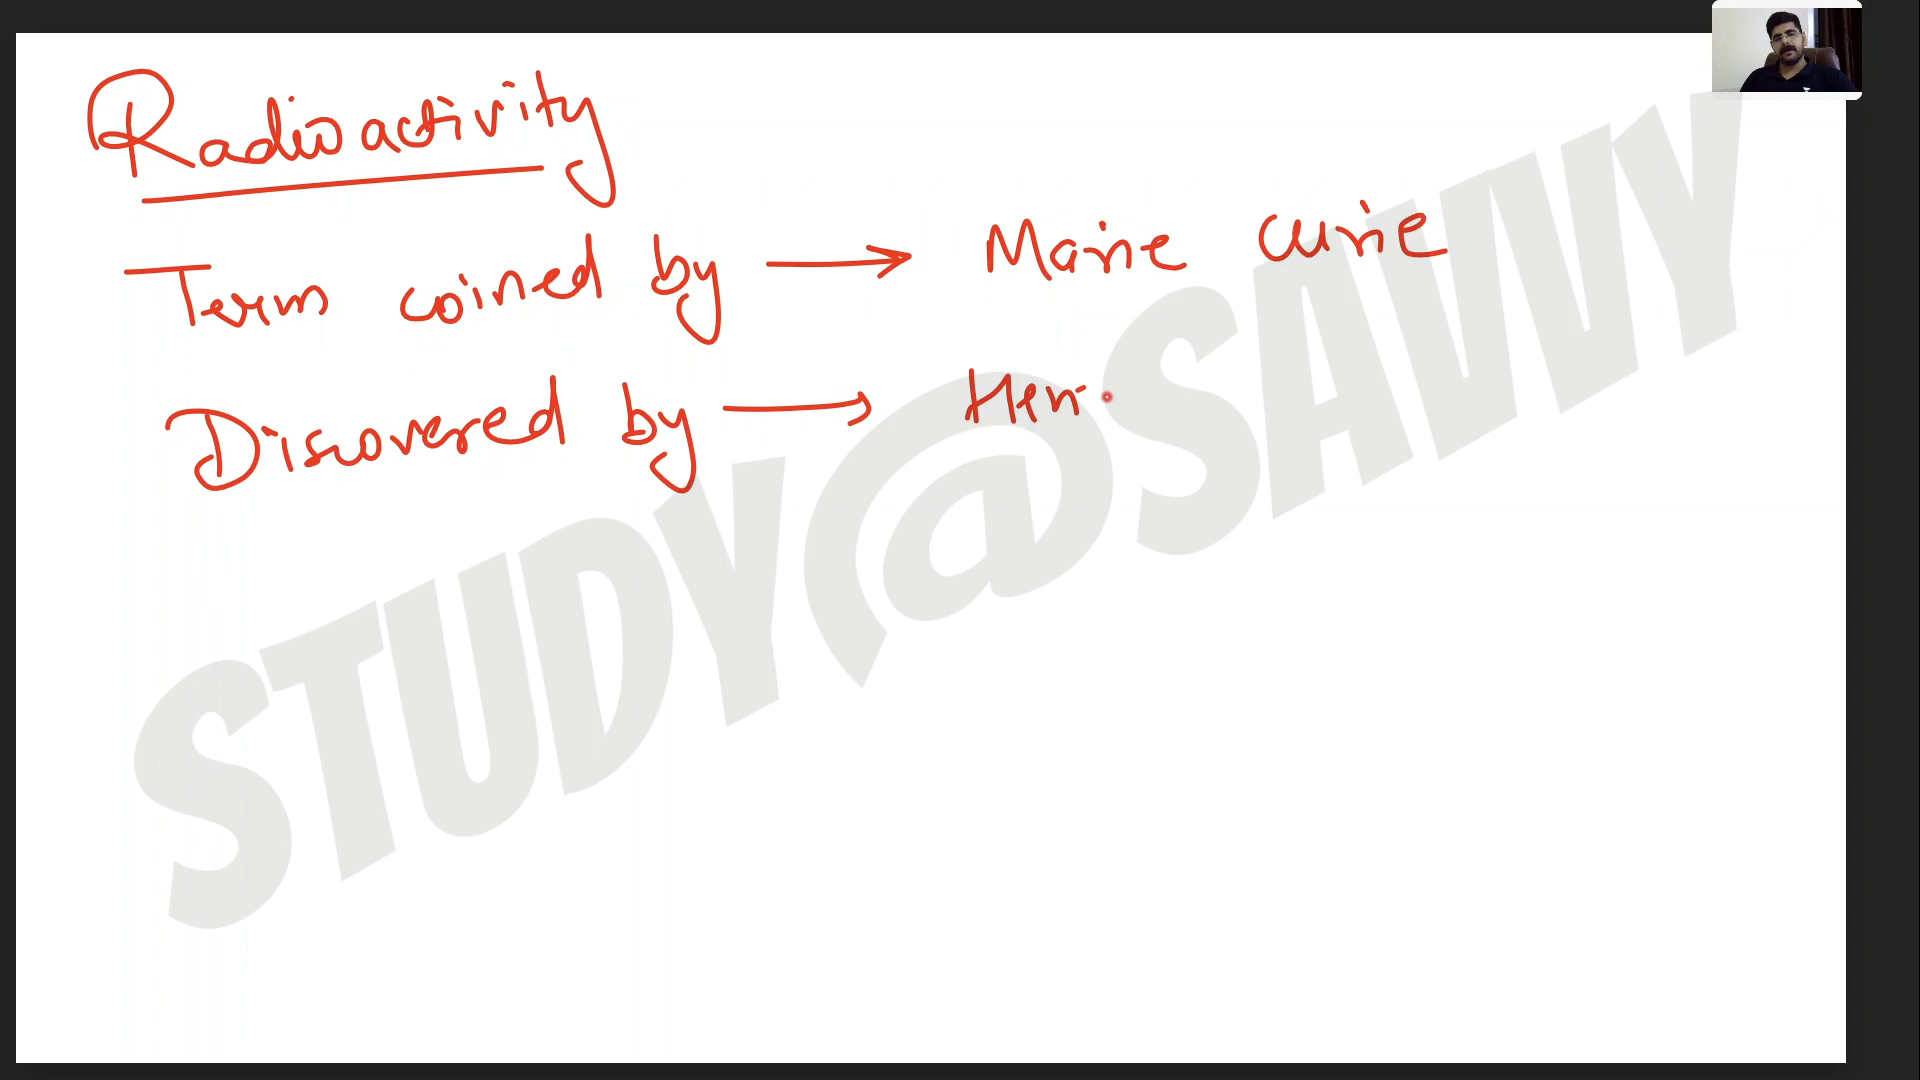 Radioactivity
Term coined by → Marie Curie
Discovered by → Hen
STUDY@SAVVY